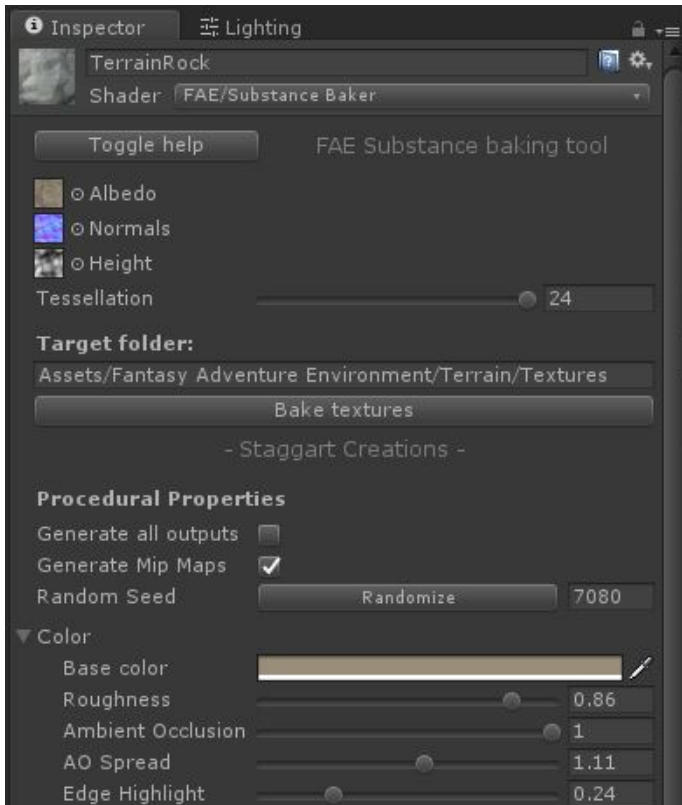 Inspector Lighting
TerrainRock
Shader FAE/Substance Baker
Toggle help FAE Substance baking tool
Albedo
Normals
Height
Tessellation 24
Target folder:
Assets/Fantasy Adventure Environment/Terrain/Textures
Bake textures
- Staggart Creations -
Procedural Properties
Generate all outputs
Generate Mip Maps
Random Seed Randomize 7080
Color
Base color
Roughness 0.86
Ambient Occlusion 1
AO Spread 1.11
Edge Highlight 0.24